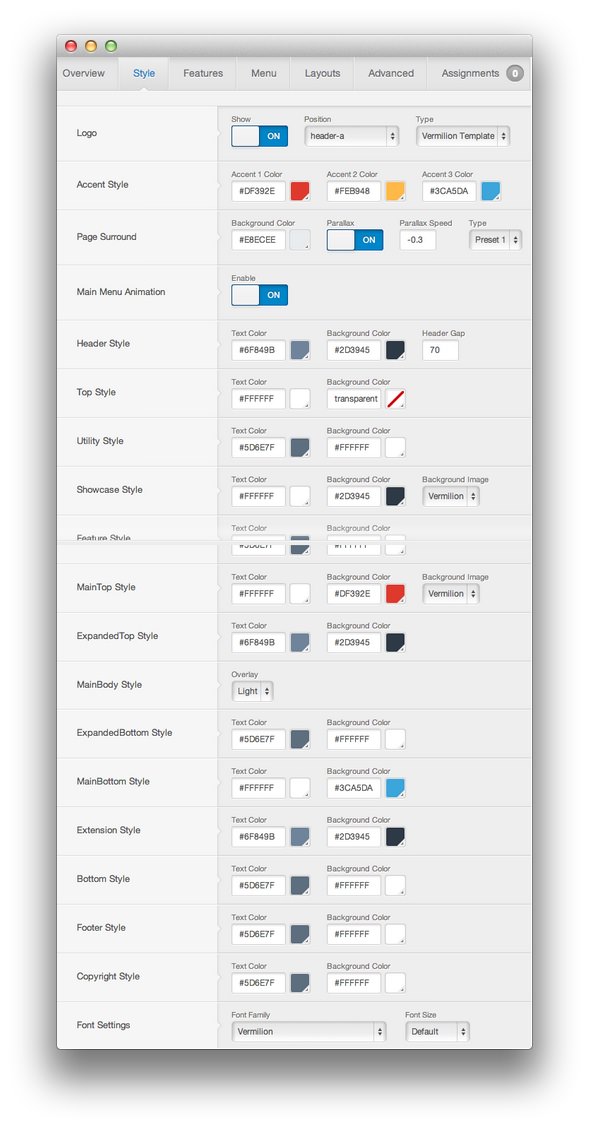 Overview Style Features Menu Layouts Advanced Assignments 0
Show Position Type
Logo ON header-a Vermilion Template
Accent 1 Color Accent 2 Color Accent 3 Color
Accent Style #DF392E #FEB948 #3CA5DA
Background Color Parallax Parallax Speed Type
Page Surround #E8ECEE ON -0.3 Preset 1
Enable
Main Menu Animation ON
Text Color Background Color Header Gap
Header Style #6F849B #2D3945 70
Text Color Background Color
Top Style #FFFFFF transparent
Text Color Background Color
Utility Style #5D6E7F #FFFFFF
Text Color Background Color Background Image
Showcase Style #FFFFFF #2D3945 Vermilion
Text Color Background Color
Feature Style #5D6E7F #FFFFFF
Text Color Background Color Background Image
MainTop Style #FFFFFF #DF392E Vermilion
Text Color Background Color
ExpandedTop Style #6F849B #2D3945
Overlay
MainBody Style Light
Text Color Background Color
ExpandedBottom Style #5D6E7F #FFFFFF
Text Color Background Color
MainBottom Style #FFFFFF #3CA5DA
Text Color Background Color
Extension Style #6F849B #2D3945
Text Color Background Color
Bottom Style #5D6E7F #FFFFFF
Text Color Background Color
Footer Style #5D6E7F #FFFFFF
Text Color Background Color
Copyright Style #5D6E7F #FFFFFF
Font Family Font Size
Font Settings Vermilion Default